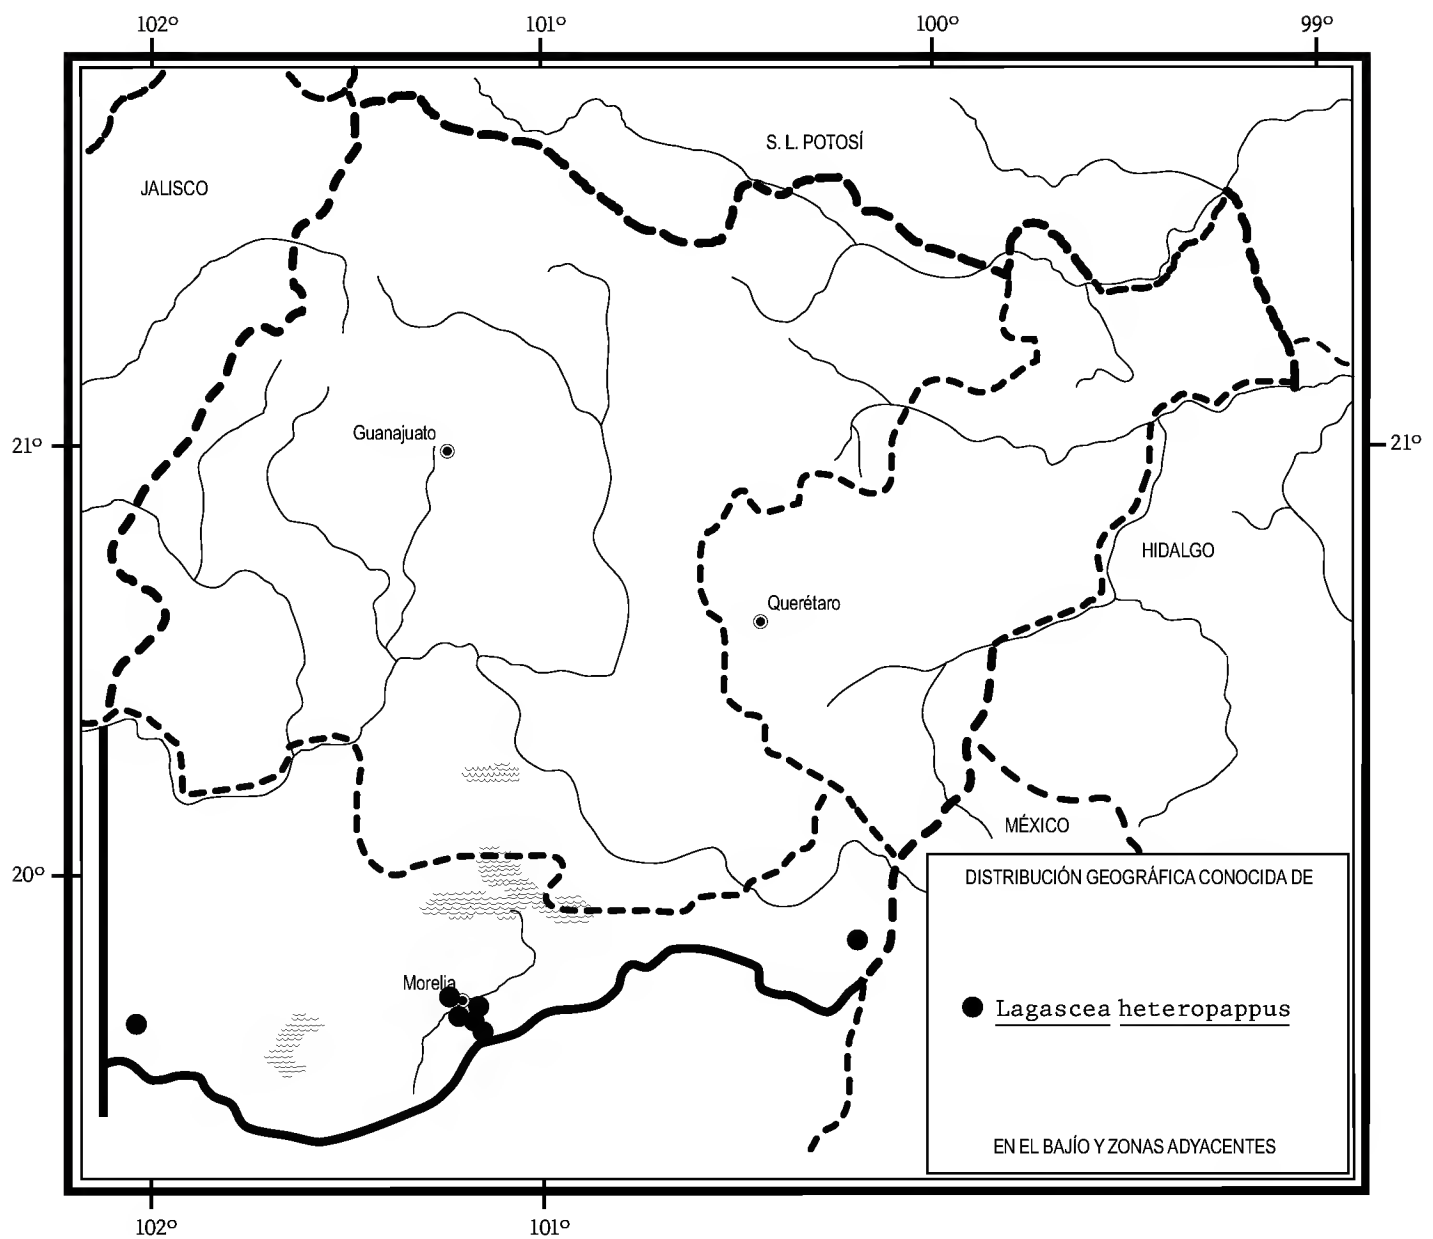 102º 101º 100º 99º
S. L. POTOSÍ
JALISCO
Guanajuato
21º 21º
HIDALGO
Querétaro
MÉXICO
20º
DISTRIBUCIÓN GEOGRÁFICA CONOCIDA DE
Morelia
Lagascea heteropappus
EN EL BAJÍO Y ZONAS ADYACENTES
102º 101º